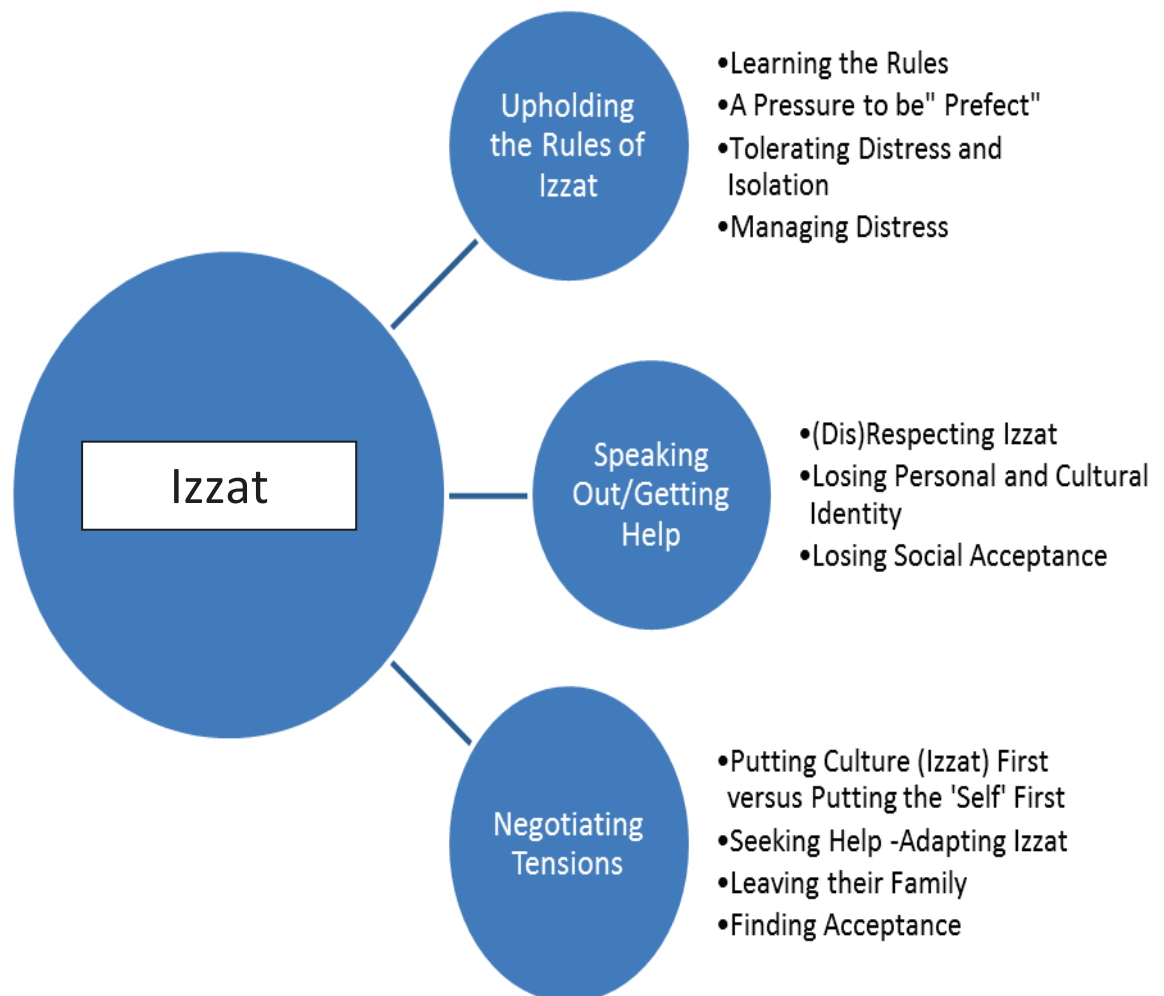 Izzat
Upholding
the Rules of
Izzat
•Learning the Rules
•A Pressure to be" Prefect"
•Tolerating Distress and
Isolation
•Managing Distress
Speaking
Out/Getting
Help
•(Dis)Respecting Izzat
•Losing Personal and Cultural
Identity
•Losing Social Acceptance
Negotiating
Tensions
•Putting Culture (Izzat) First
versus Putting the 'Self' First
•Seeking Help -Adapting Izzat
•Leaving their Family
•Finding Acceptance